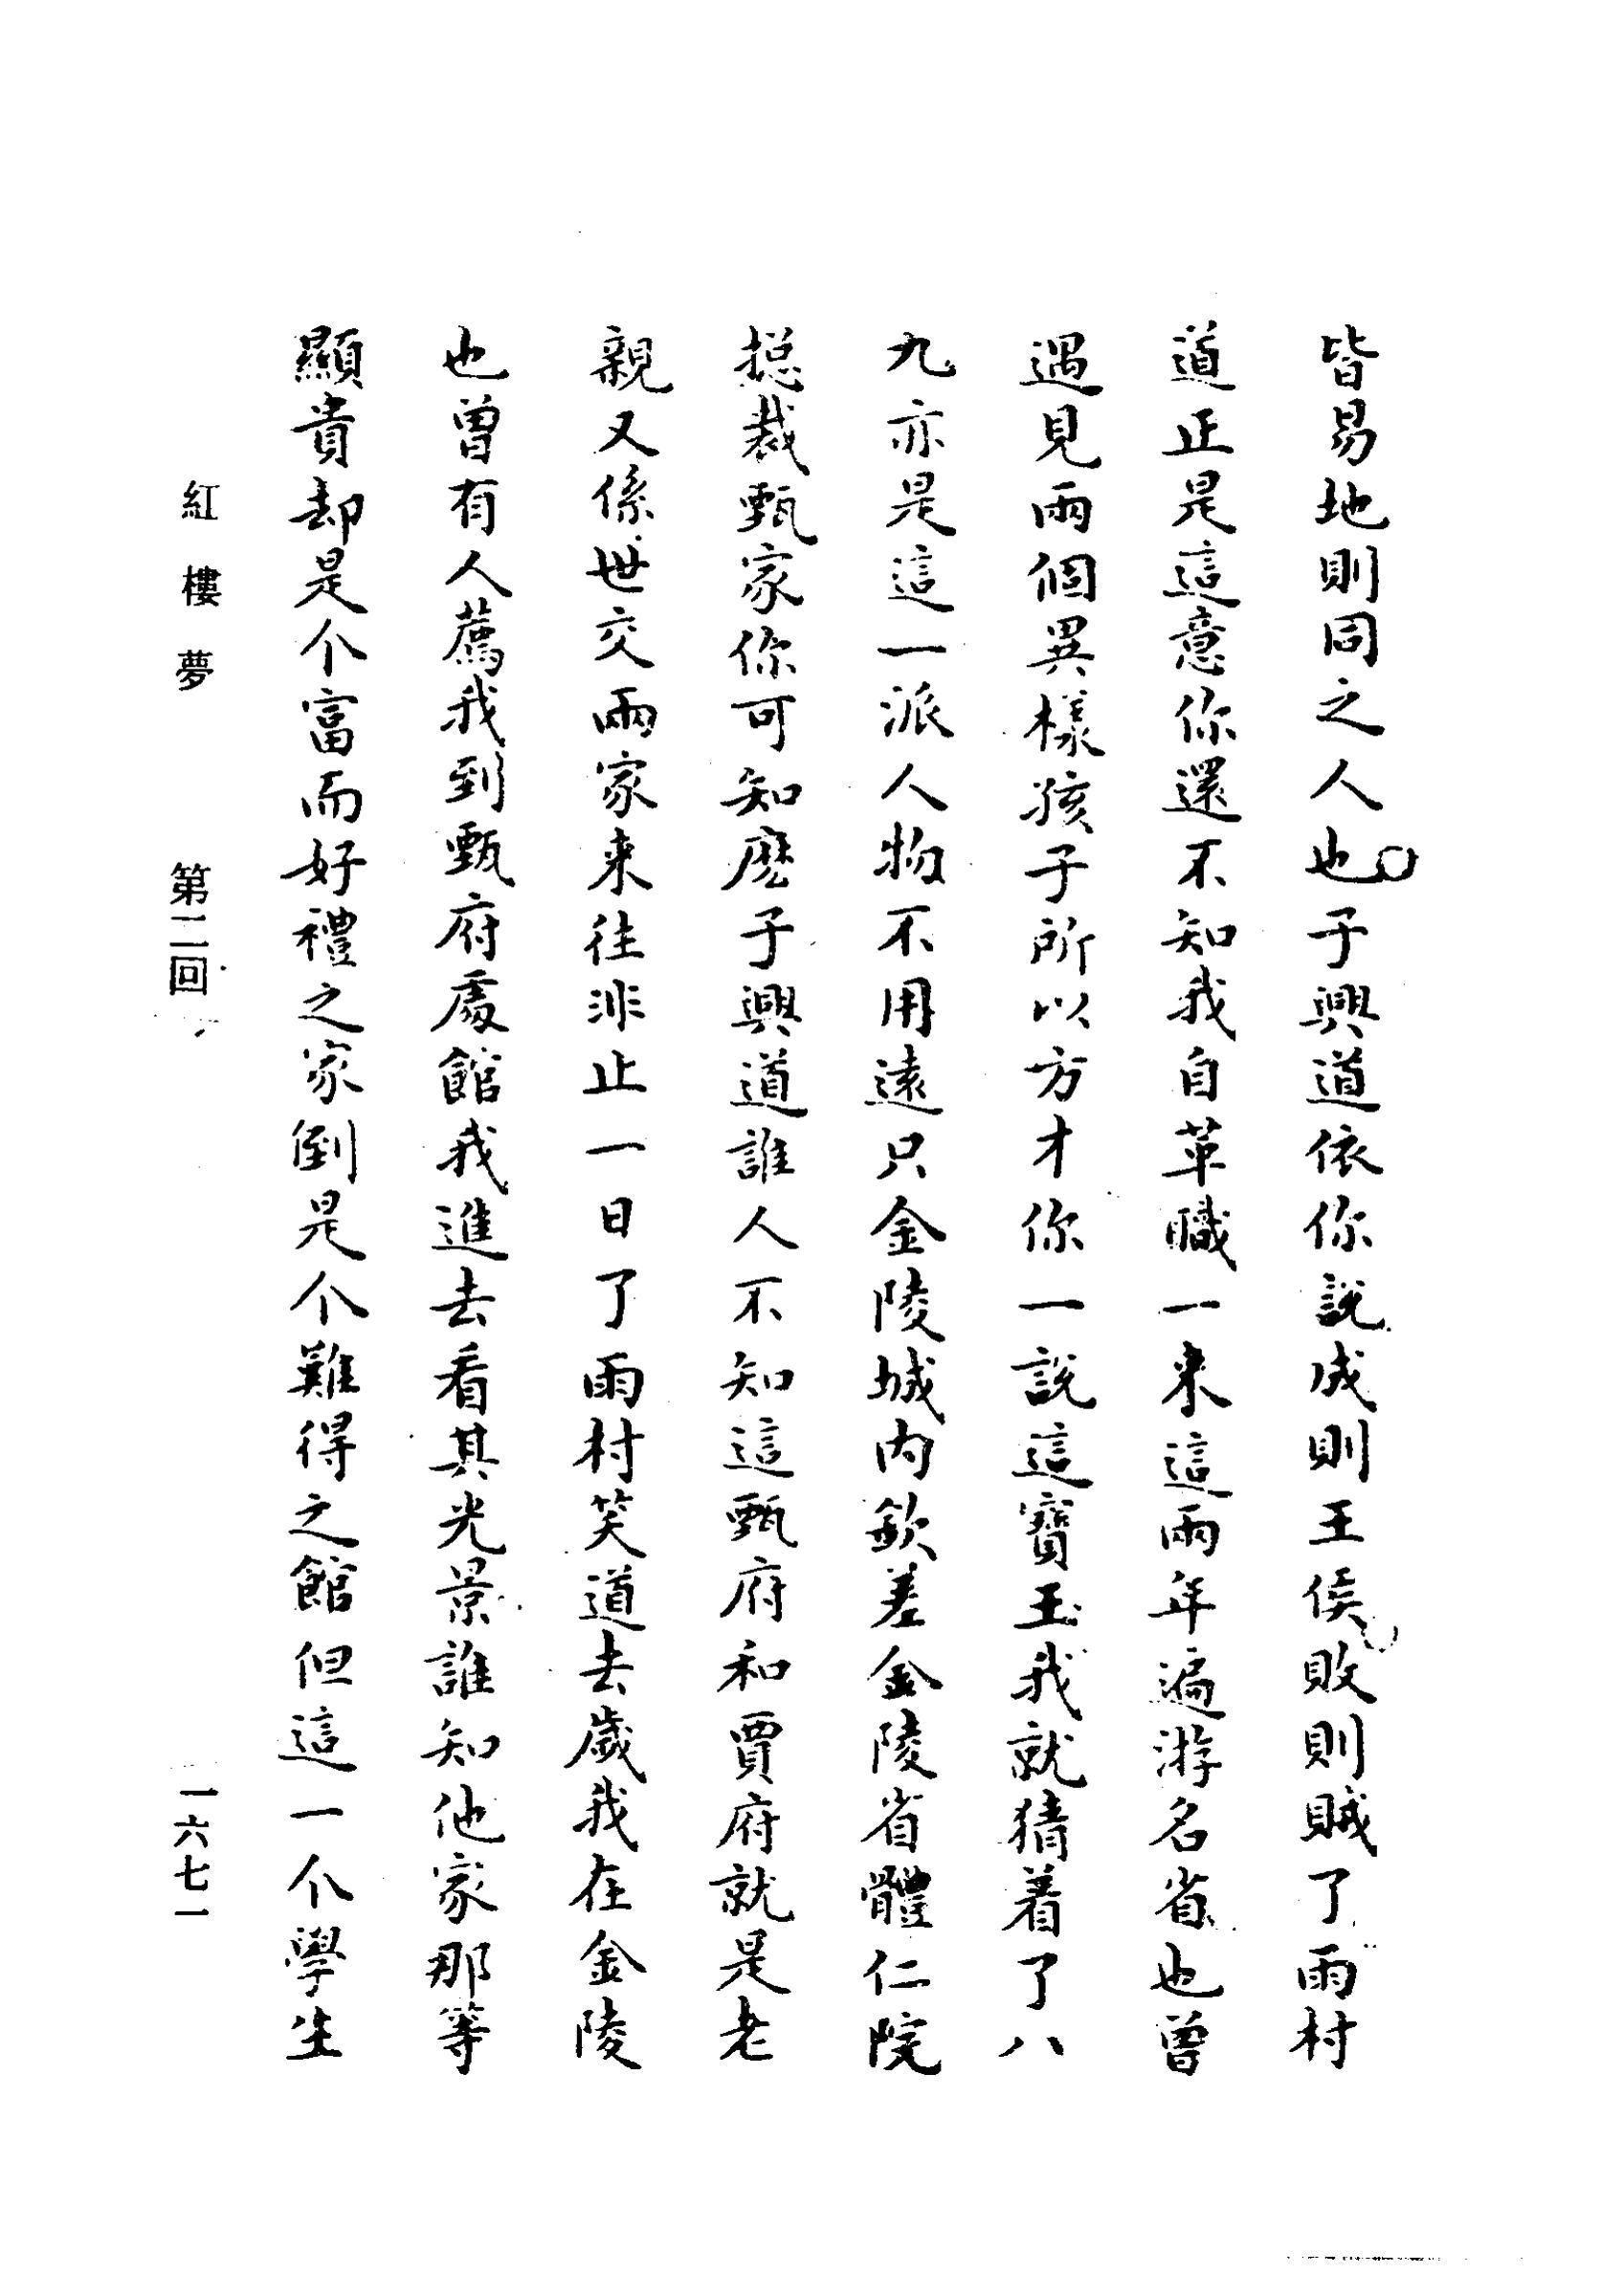 皆易地則同之人也子興道依你說成則王侯敗則賊了雨村
道正是這意你還不知我自革職一来這兩年遍游名省也曾
遇見兩個異樣孩子所以方才你一說這寶玉我就猜着了八
九亦是這一派人物不用遠只金陵城内欽差金陵省體仁院
捴裁甄家你可知麽子興道誰人不知這甄府和賈府就是老
親又係世交兩家来往非止一日了雨村笑道去歲我在金陵
也曾有人薦我到甄府處館我進去看其光景誰知他家那等
顯貴却是个富而好禮之家倒是个難得之館但這一个學生
紅樓夢 第二回 一六七一